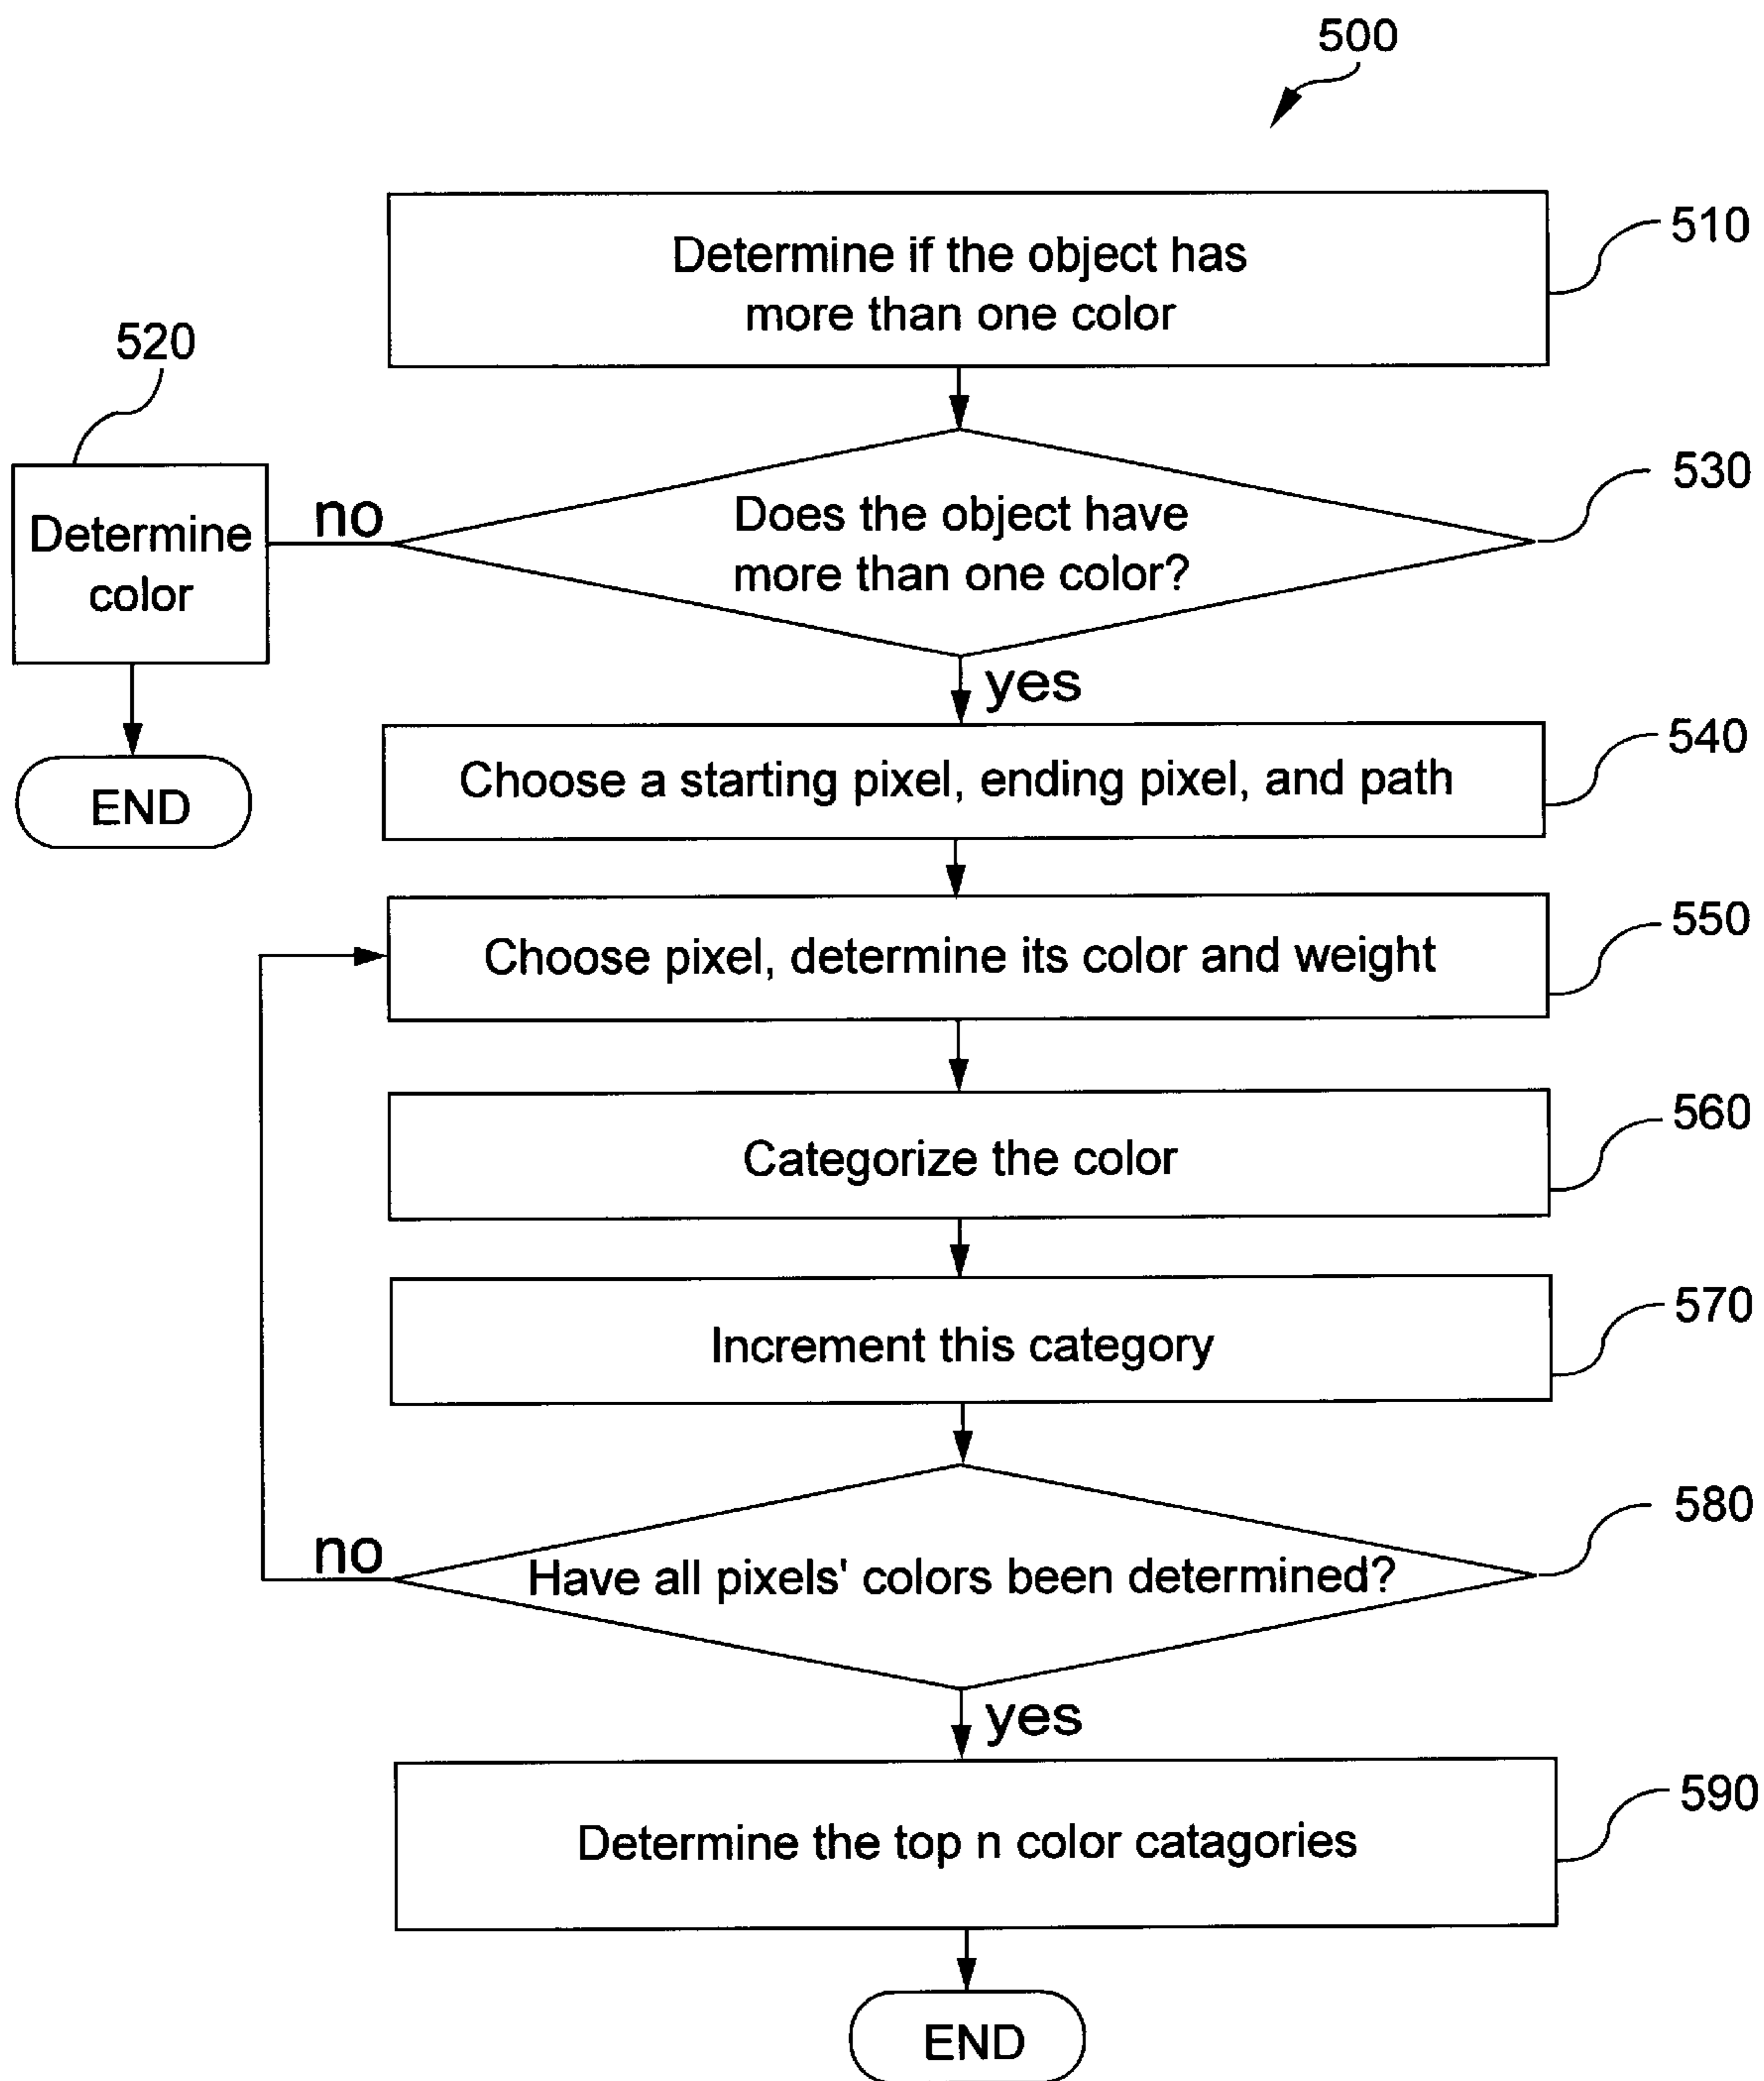 500
Determine if the object has
more than one color
510
520
Determine
color
no
Does the object have
more than one color?
530
yes
END
Choose a starting pixel, ending pixel, and path
540
Choose pixel, determine its color and weight
550
Categorize the color
560
Increment this category
570
no
Have all pixels' colors been determined?
580
yes
Determine the top n color catagories
590
END